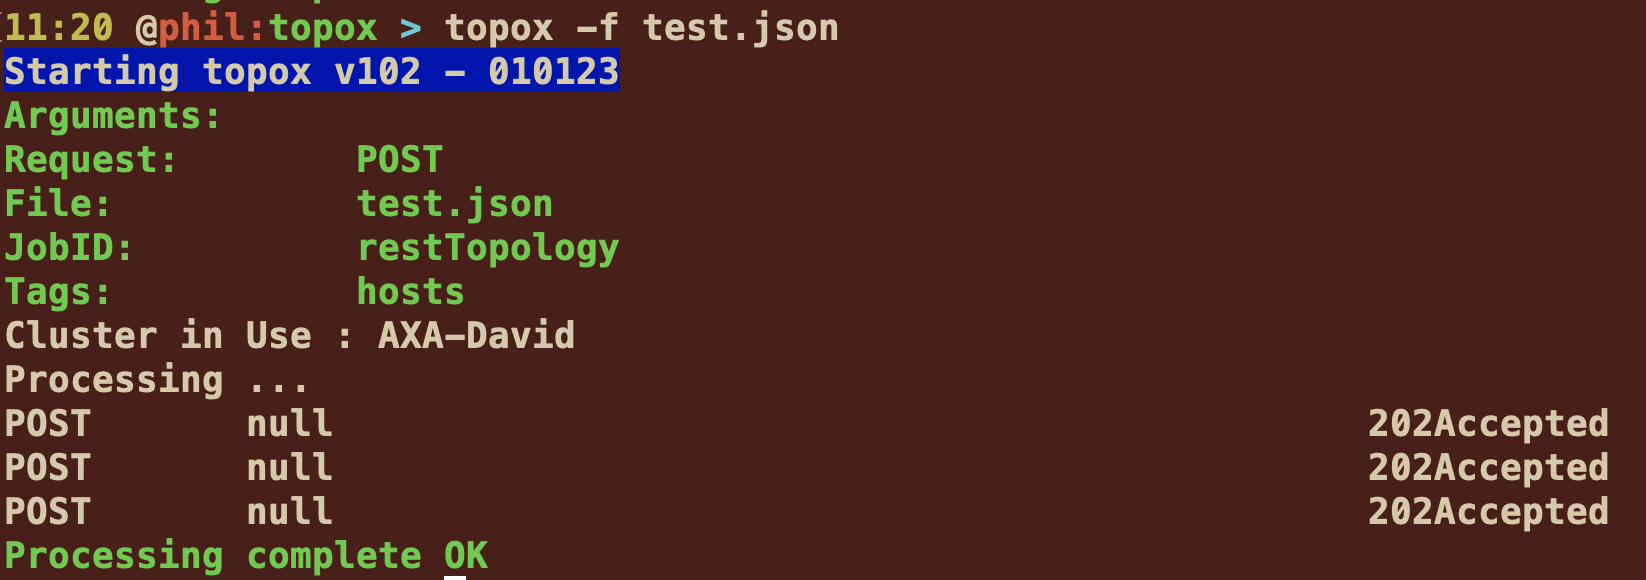 11:20 @phil:topox > topox -f test.json
Starting topox v102 - 010123
Arguments:
Request: POST
File: test.json
JobID: restTopology
Tags: hosts
Cluster in Use : AXA-David
Processing ...
POST null 202Accepted
POST null 202Accepted
POST null 202Accepted
Processing complete OK